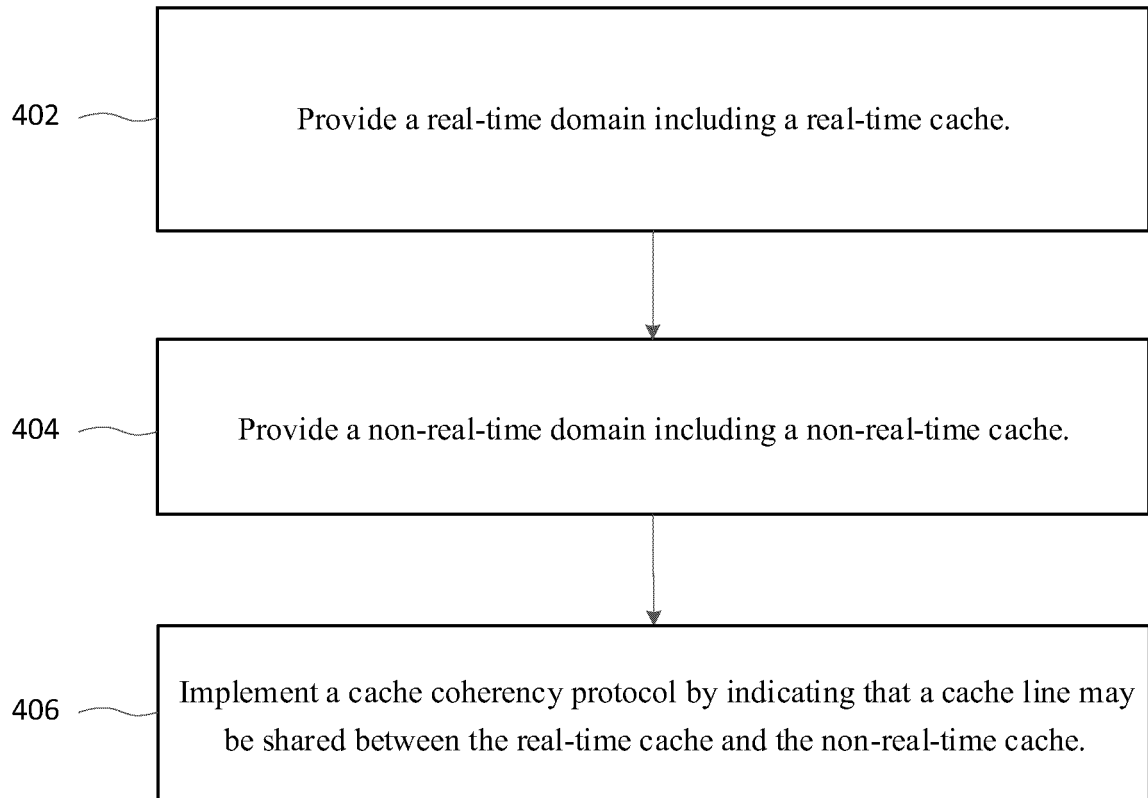 402
Provide a real-time domain including a real-time cache.
404
Provide a non-real-time domain including a non-real-time cache.
406
Implement a cache coherency protocol by indicating that a cache line may
be shared between the real-time cache and the non-real-time cache.